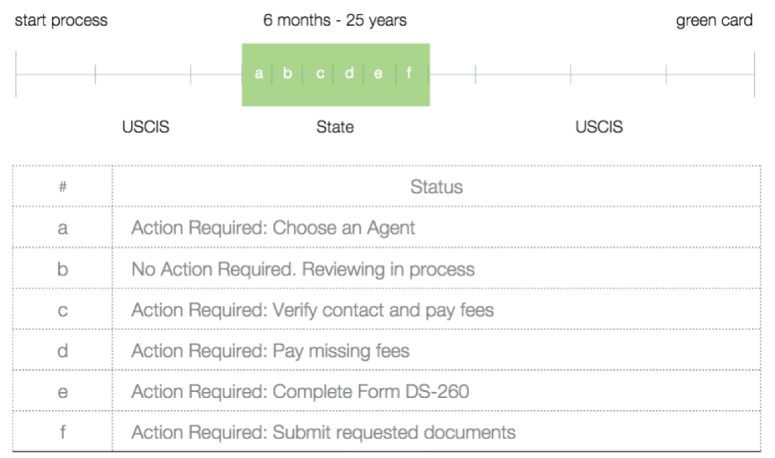 start process 6 months - 25 years green card
a b c d e f
USCIS State USCIS
# Status
a Action Required: Choose an Agent
b No Action Required. Reviewing in process
c Action Required: Verify contact and pay fees
d Action Required: Pay missing fees
e Action Required: Complete Form DS-260
f Action Required: Submit requested documents